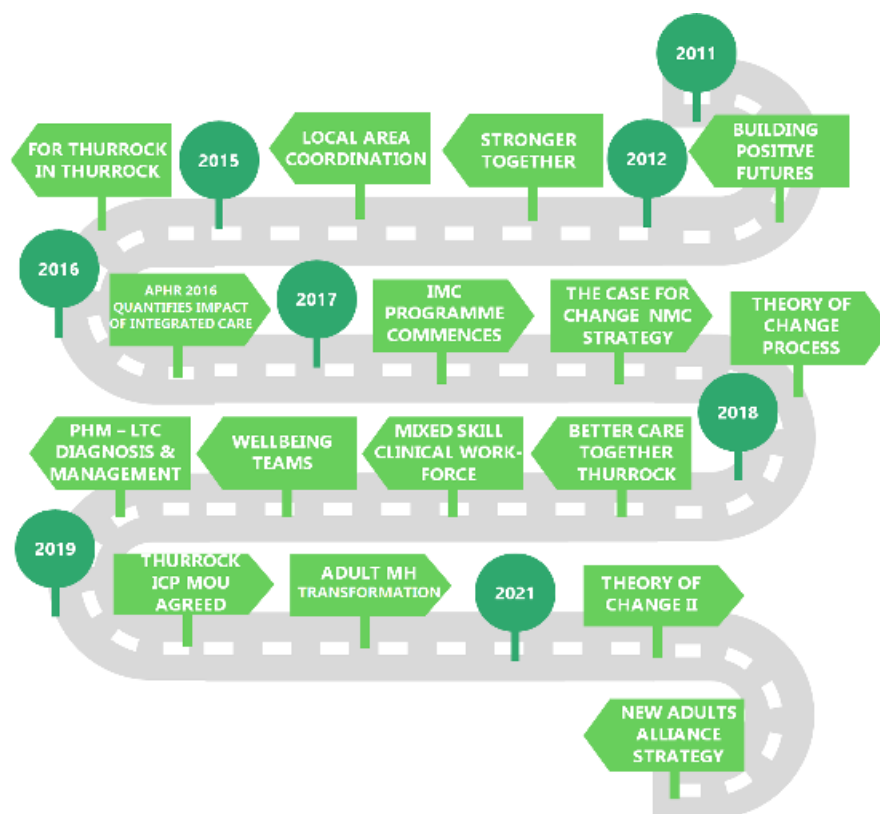 2011
BUILDING
POSITIVE
FUTURES
2012
STRONGER
TOGETHER
LOCAL AREA
COORDINATION
2015
FOR THURROCK
IN THURROCK
2016
APHR 2016
QUANTIFIES IMPACT
OF INTEGRATED CARE
2017
IMC
PROGRAMME
COMMENCES
THE CASE FOR
CHANGE NMC
STRATEGY
THEORY OF
CHANGE
PROCESS
2018
BETTER CARE
TOGETHER
THURROCK
MIXED SKILL
CLINICAL WORK-
FORCE
WELLBEING
TEAMS
PHM – LTC
DIAGNOSIS &
MANAGEMENT
2019
THURROCK
ICP MOU
AGREED
ADULT MH
TRANSFORMATION
2021
THEORY OF
CHANGE II
NEW ADULTS
ALLIANCE
STRATEGY